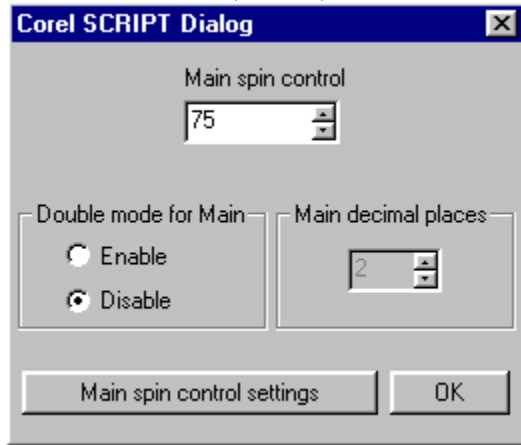 Corel SCRIPT Dialog
Main spin control
75
Double mode for Main
Enable
Disable
Main decimal places
2
Main spin control settings
OK